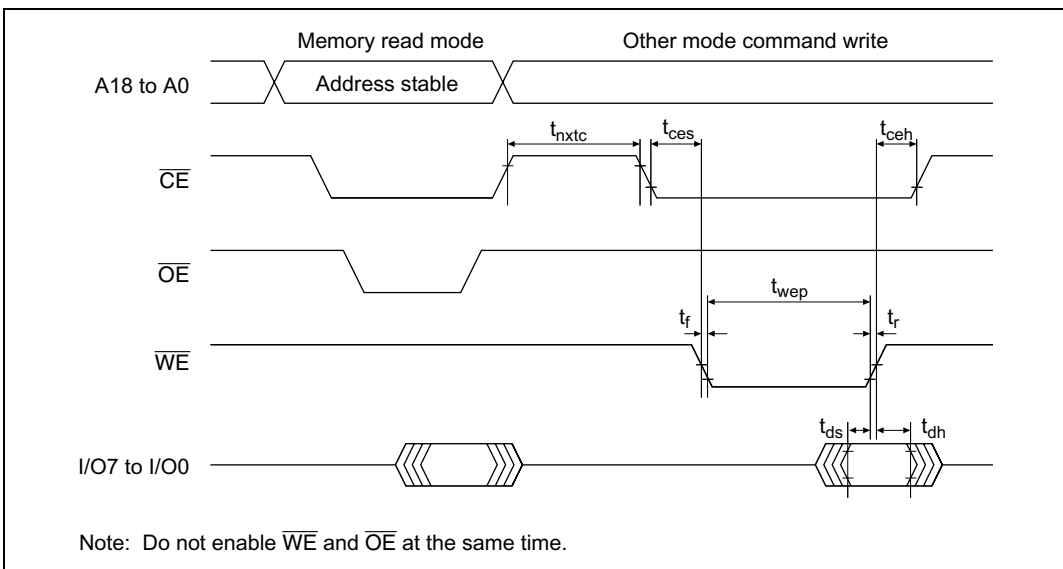 Memory read mode Other mode command write
A18 to A0 Address stable
tnxtc tces tceh
CE
OE
twep
tf tr
WE
tds tdh
I/O7 to I/O0
Note: Do not enable WE and OE at the same time.